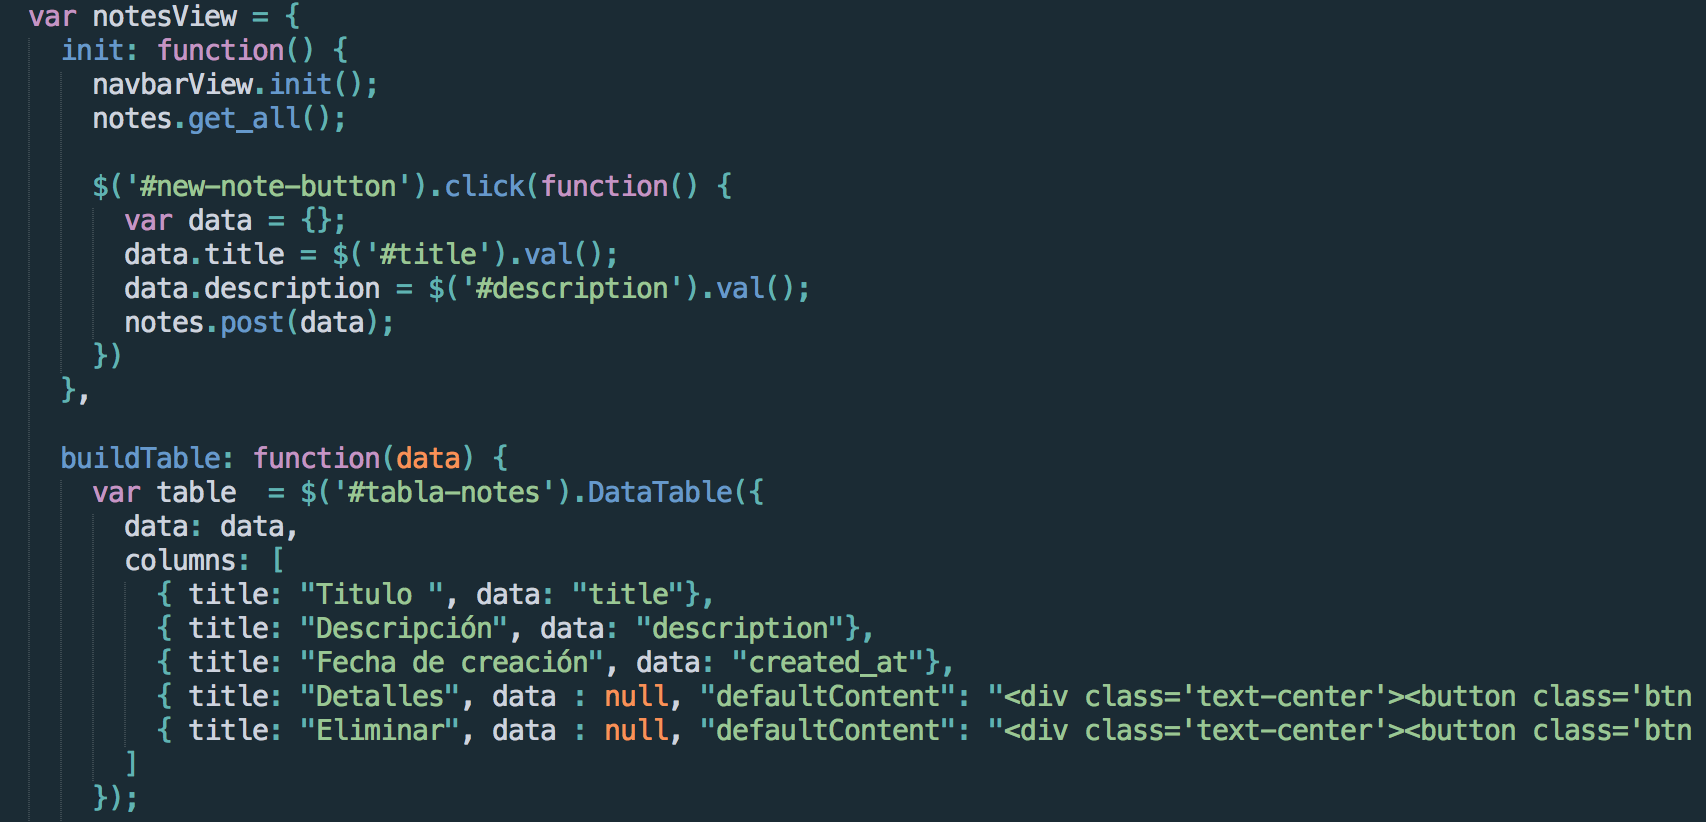 var notesView = {
init: function() {
navbarView.init();
notes.get_all();
$('#new-note-button').click(function() {
var data = {};
data.title = $('#title').val();
data.description = $('#description').val();
notes.post(data);
})
},
buildTable: function(data) {
var table  = $('#tabla-notes').DataTable({
data: data,
columns: [
{ title: "Titulo ", data: "title"},
{ title: "Descripción", data: "description"},
{ title: "Fecha de creación", data: "created_at"},
{ title: "Detalles", data : null, "defaultContent": "<div class='text-center'><button class='btn
{ title: "Eliminar", data : null, "defaultContent": "<div class='text-center'><button class='btn
]
});